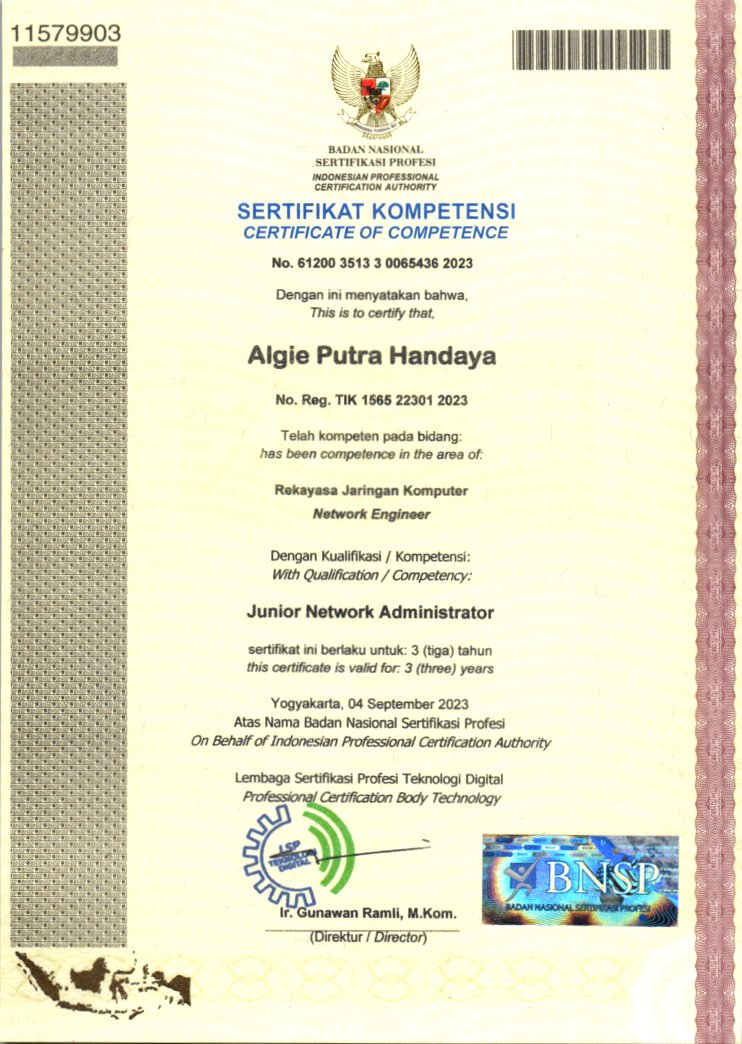 11579903
BADAN NASIONAL
SERTIFIKASI PROFESI
INDONESIAN PROFESSIONAL
CERTIFICATION AUTHORITY
SERTIFIKAT KOMPETENSI
CERTIFICATE OF COMPETENCE
No. 61200 3513 3 0065436 2023
Dengan ini menyatakan bahwa,
This is to certify that,
Algie Putra Handaya
No. Reg. TIK 1565 22301 2023
Telah kompeten pada bidang:
has been competence in the area of:
Rekayasa Jaringan Komputer
Network Engineer
Dengan Kualifikasi / Kompetensi:
With Qualification / Competency:
Junior Network Administrator
sertifikat ini berlaku untuk: 3 (tiga) tahun
this certificate is valid for: 3 (three) years
Yogyakarta, 04 September 2023
Atas Nama Badan Nasional Sertifikasi Profesi
On Behalf of Indonesian Professional Certification Authority
Lembaga Sertifikasi Profesi Teknologi Digital
Professional Certification Body Technology
LSP
TEKNOLOGI
DIGITAL
BNSP
BADAN NASIONAL SERTIFIKASI PROFESI
Ir. Gunawan Ramli, M.Kom.
(Direktur / Director)